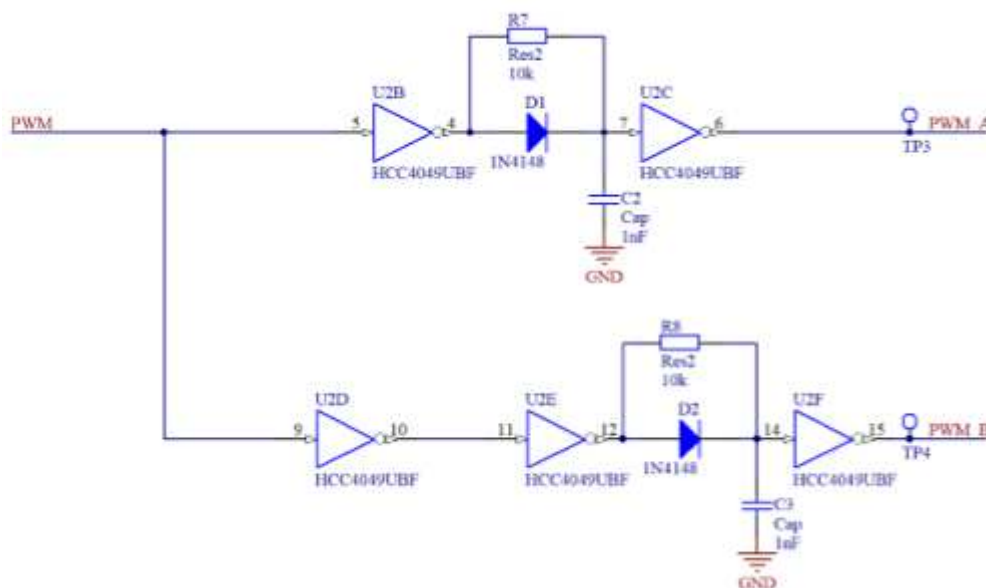 R7
Res2
10k
U2B
D1
U2C
PWM
5
4
7
6
PWM_A
TP3
HCC4049UBF
1N4148
HCC4049UBF
C2
Cap
1nF
GND
R8
Res2
10k
U2D
U2E
D2
U2F
9
10
11
12
14
15
PWM_B
TP4
HCC4049UBF
HCC4049UBF
1N4148
HCC4049UBF
C3
Cap
1nF
GND